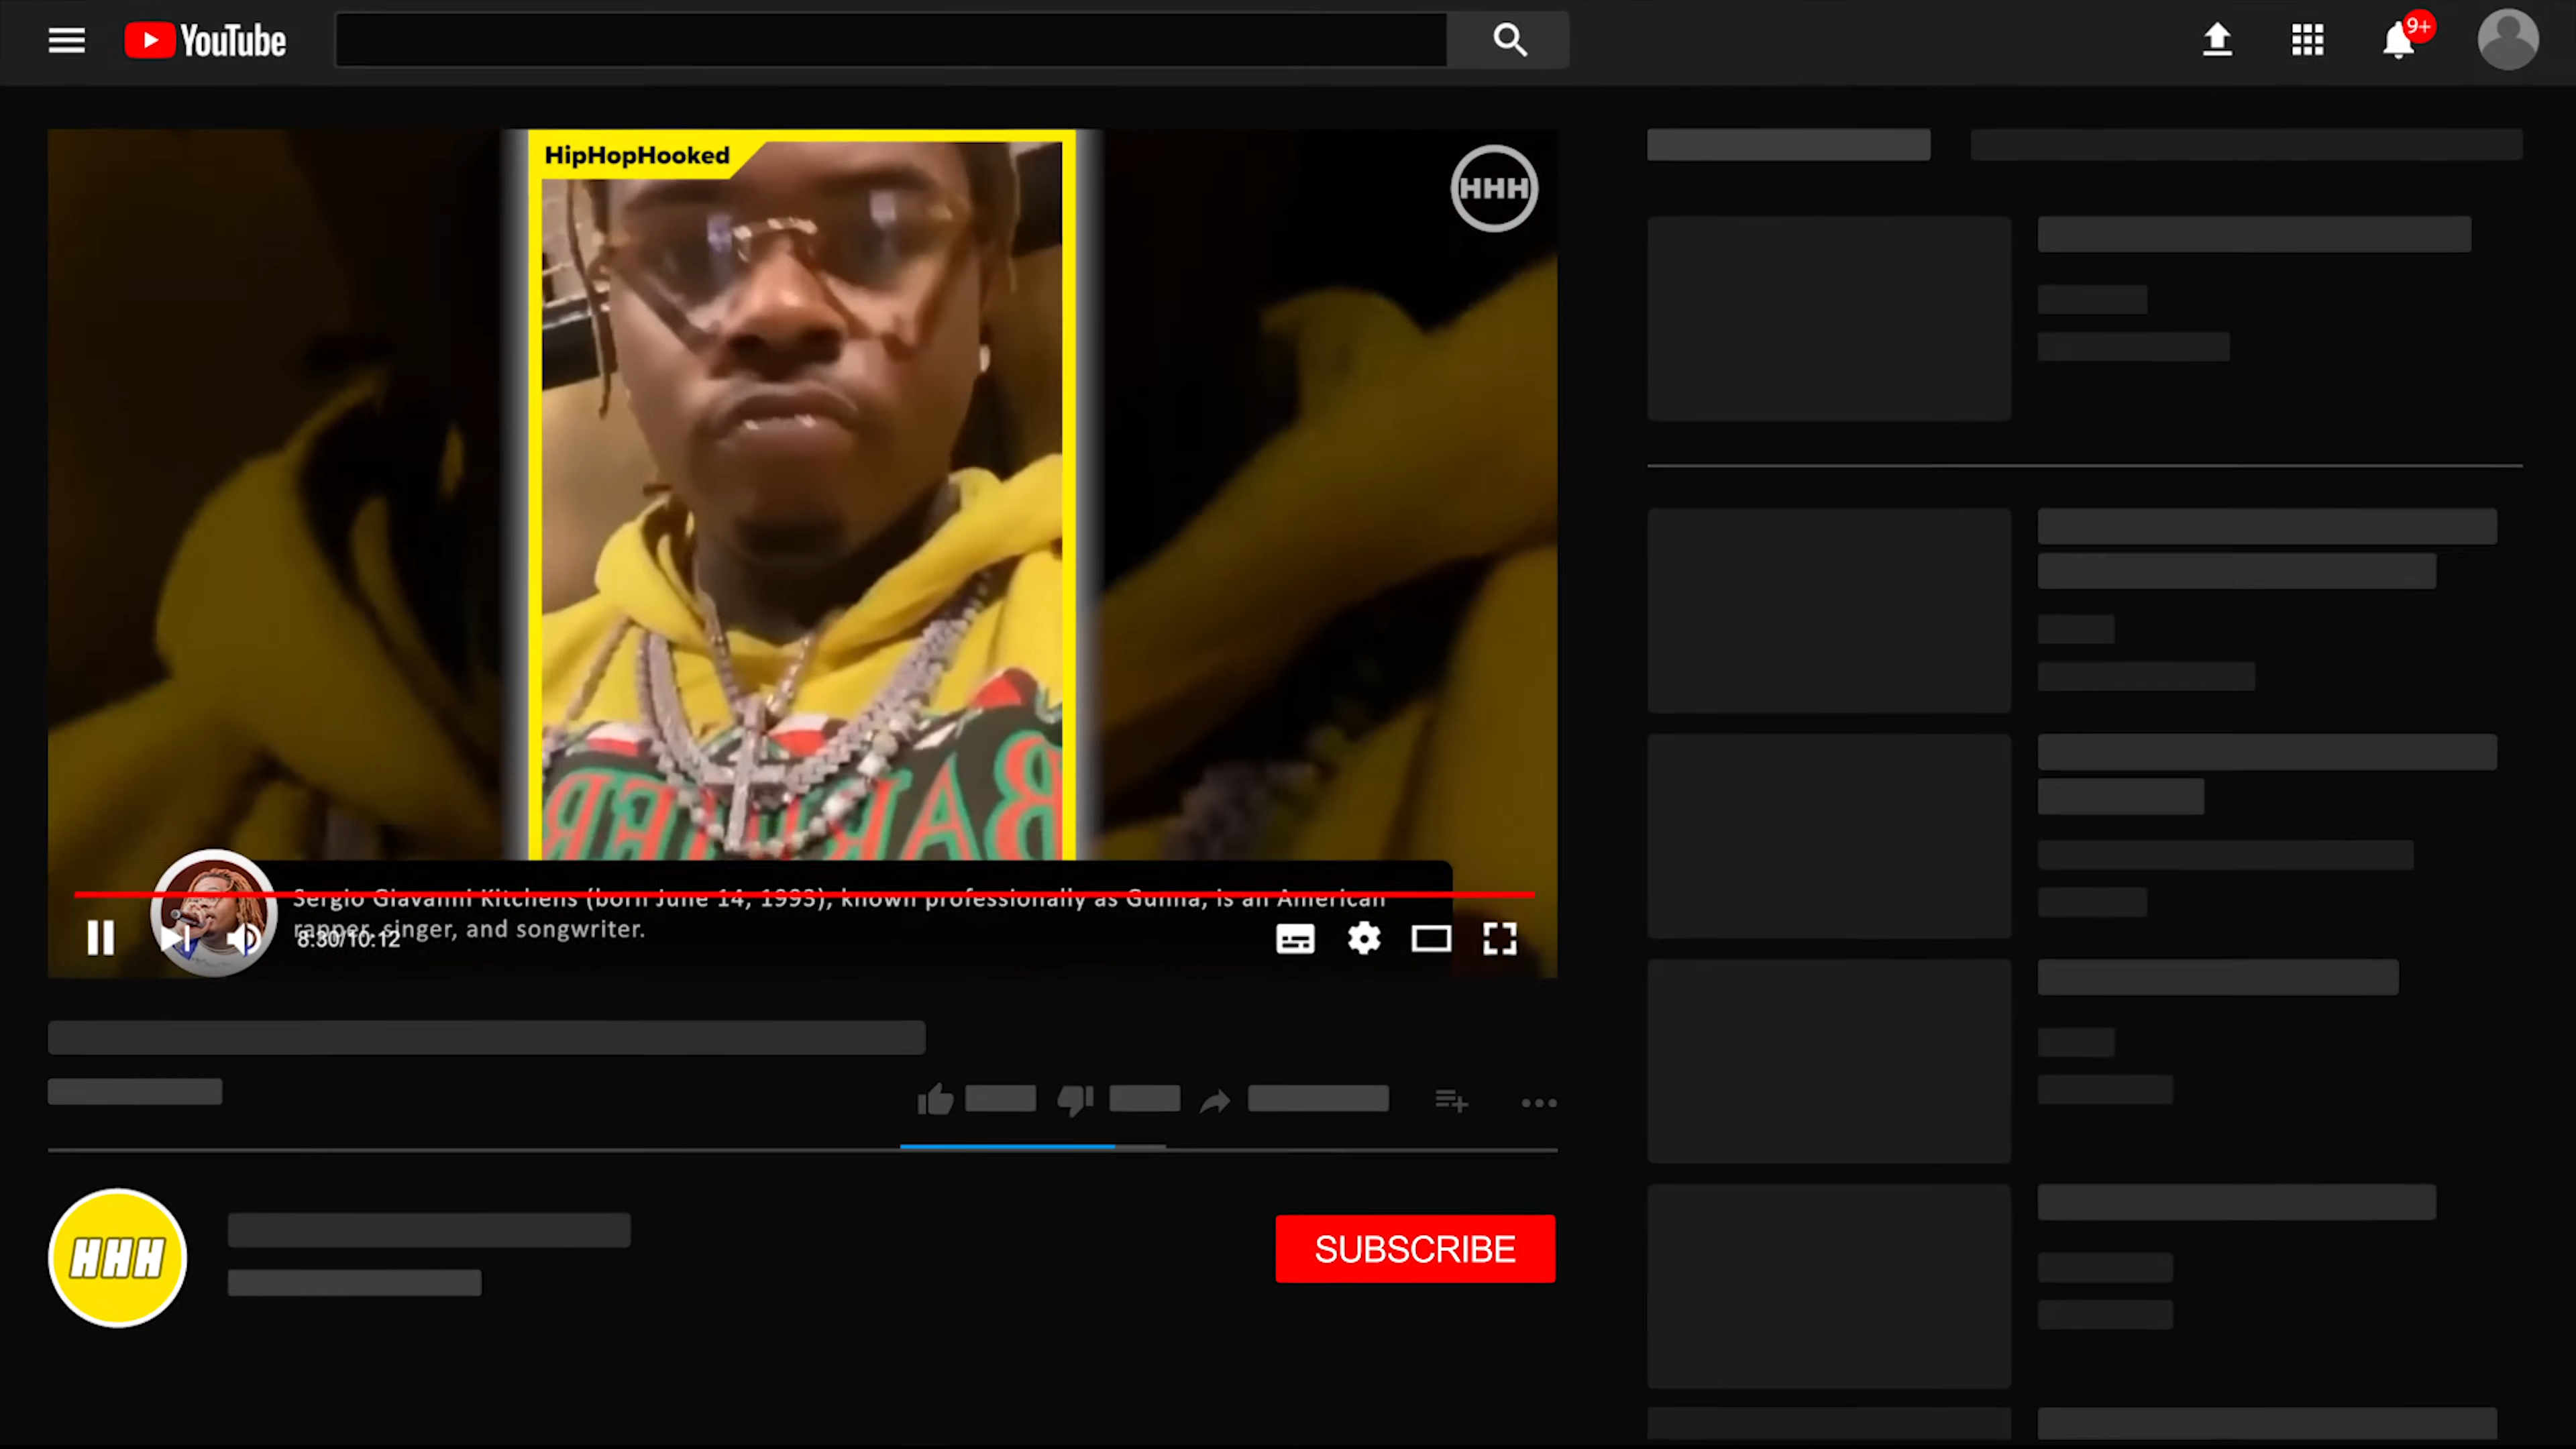 YouTube
9+
HipHopHooked
HHH
BARRIER
Sergio Giavanni Kitchens (born June 14, 1993), known professionally as Gunna, is an American
rapper, singer, and songwriter.
8:30/10:12
HHH
SUBSCRIBE